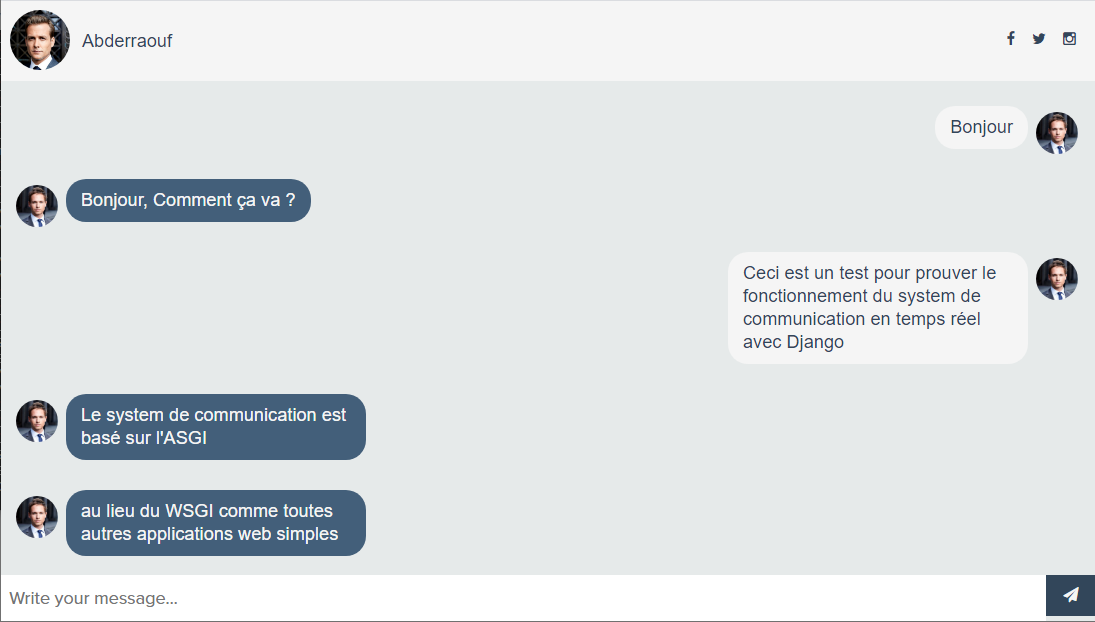 Abderraouf
Bonjour
Bonjour, Comment ça va ?
Ceci est un test pour prouver le
fonctionnement du system de
communication en temps réel
avec Django
Le system de communication est
basé sur l'ASGI
au lieu du WSGI comme toutes
autres applications web simples
Write your message...